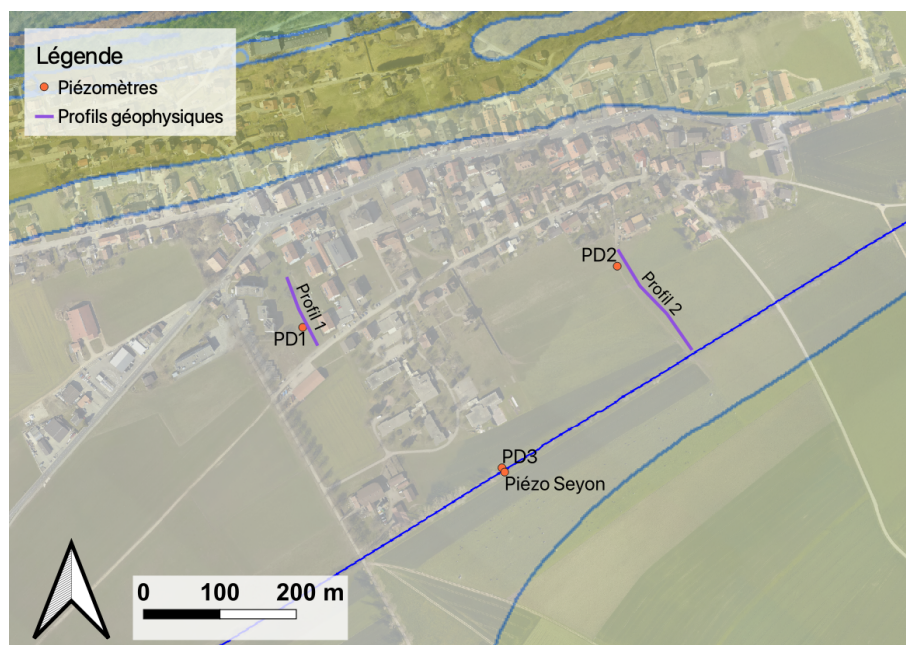 Légende
Piézomètres
Profils géophysiques
PD2
Profil 2
Profil 1
PD1
PD3
Piézo Seyon
0 100 200 m